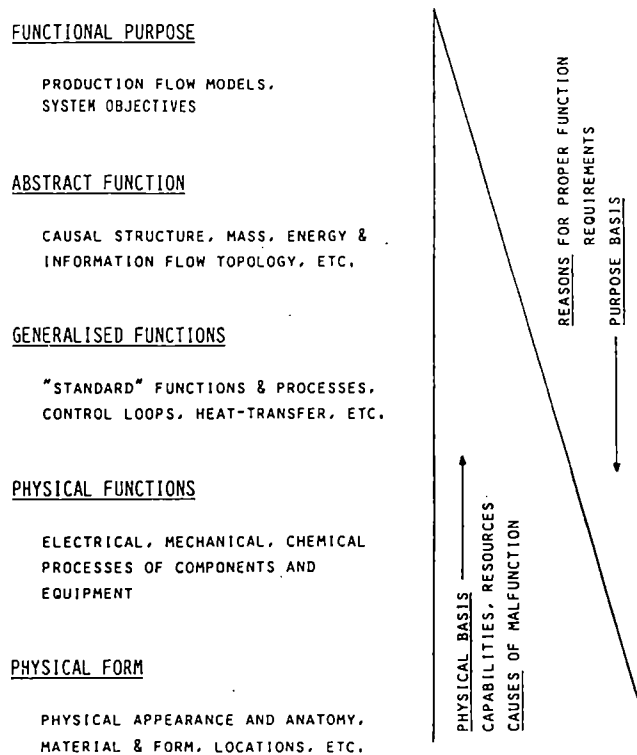 FUNCTIONAL PURPOSE
PRODUCTION FLOW MODELS,
SYSTEM OBJECTIVES
ABSTRACT FUNCTION
CAUSAL STRUCTURE, MASS, ENERGY &
INFORMATION FLOW TOPOLOGY, ETC,
GENERALISED FUNCTIONS
"STANDARD" FUNCTIONS & PROCESSES,
CONTROL LOOPS, HEAT-TRANSFER, ETC,
PHYSICAL FUNCTIONS
ELECTRICAL, MECHANICAL, CHEMICAL
PROCESSES OF COMPONENTS AND
EQUIPMENT
PHYSICAL FORM
PHYSICAL APPEARANCE AND ANATOMY,
MATERIAL & FORM, LOCATIONS, ETC,
REASONS FOR PROPER FUNCTION
REQUIREMENTS
PURPOSE BASIS
PHYSICAL BASIS
CAPABILITIES, RESOURCES
CAUSES OF MALFUNCTION